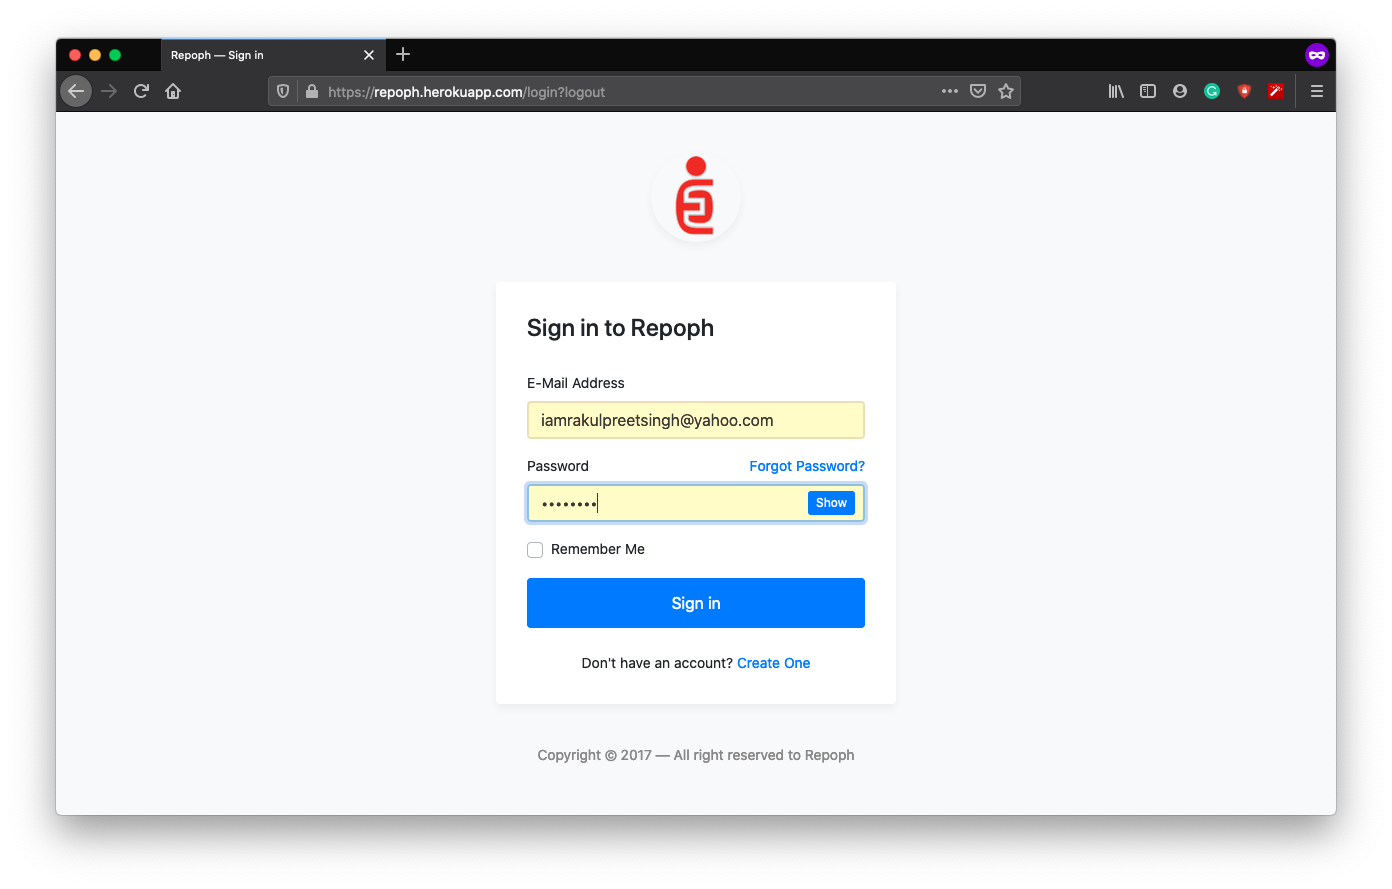 Repoph — Sign in
https://repoph.herokuapp.com/login?logout
Sign in to Repoph
E-Mail Address
iamrakulpreetsingh@yahoo.com
Password Forgot Password?
•••••••• Show
Remember Me
Sign in
Don't have an account? Create One
Copyright © 2017 — All right reserved to Repoph